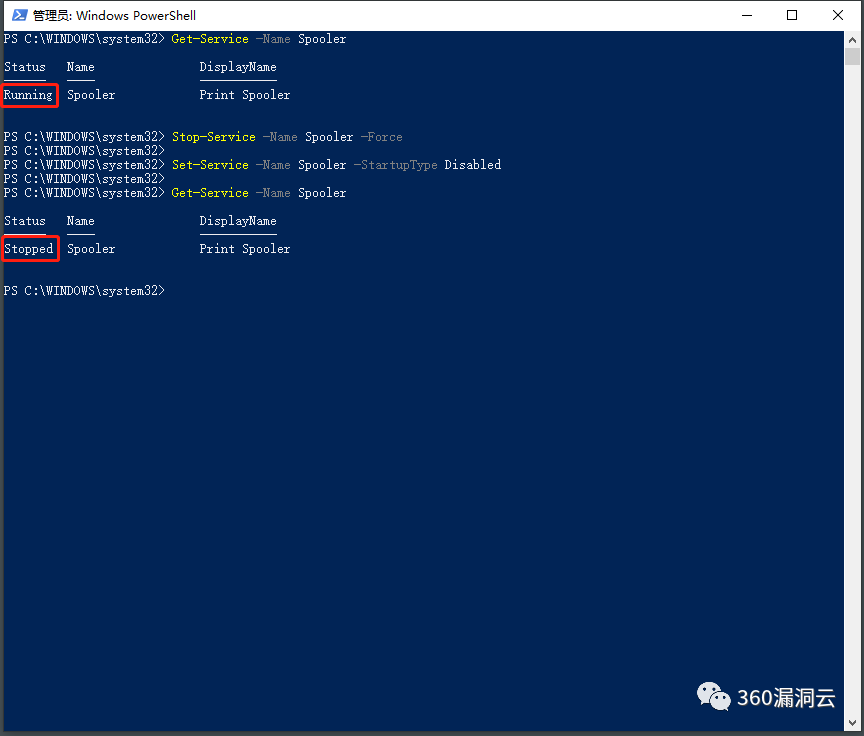 管理员: Windows PowerShell
PS C:\WINDOWS\system32> Get-Service -Name Spooler
Status Name DisplayName
Running Spooler Print Spooler
PS C:\WINDOWS\system32> Stop-Service -Name Spooler -Force
PS C:\WINDOWS\system32>
PS C:\WINDOWS\system32> Set-Service -Name Spooler -StartupType Disabled
PS C:\WINDOWS\system32>
PS C:\WINDOWS\system32> Get-Service -Name Spooler
Status Name DisplayName
Stopped Spooler Print Spooler
PS C:\WINDOWS\system32>
360漏洞云